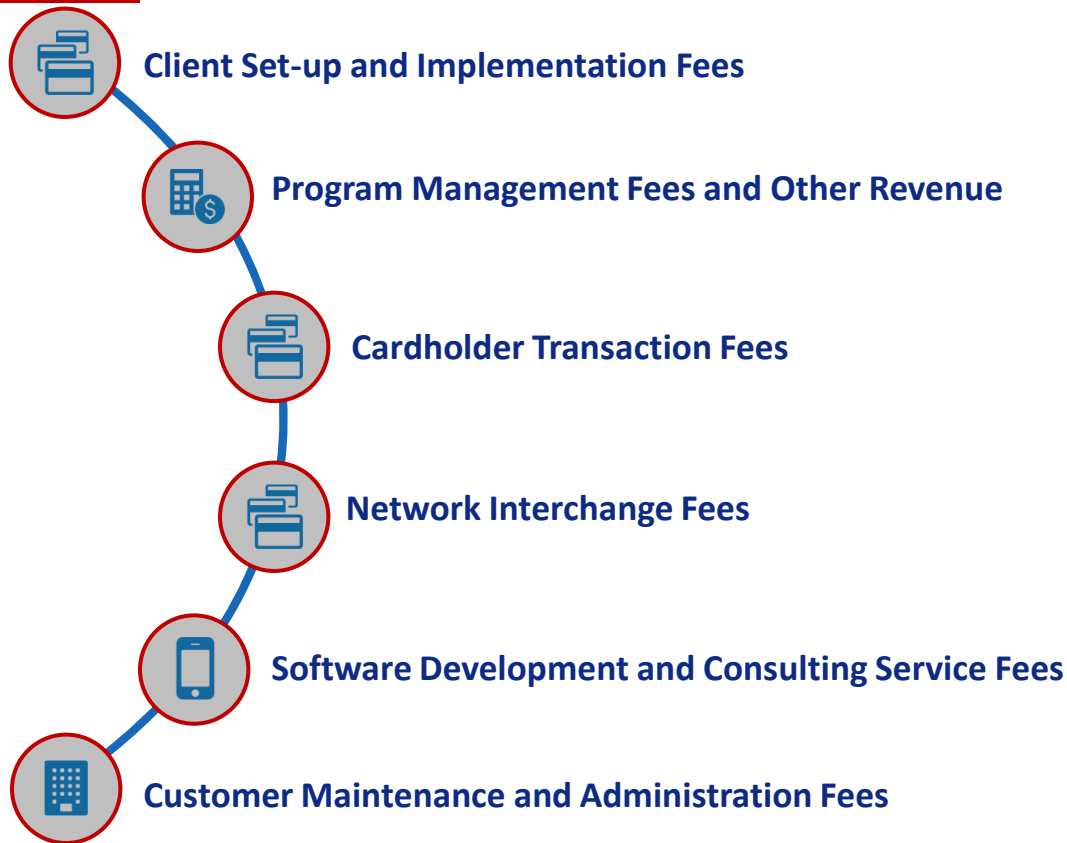 Client Set-up and Implementation Fees
Program Management Fees and Other Revenue
Cardholder Transaction Fees
Network Interchange Fees
Software Development and Consulting Service Fees
Customer Maintenance and Administration Fees